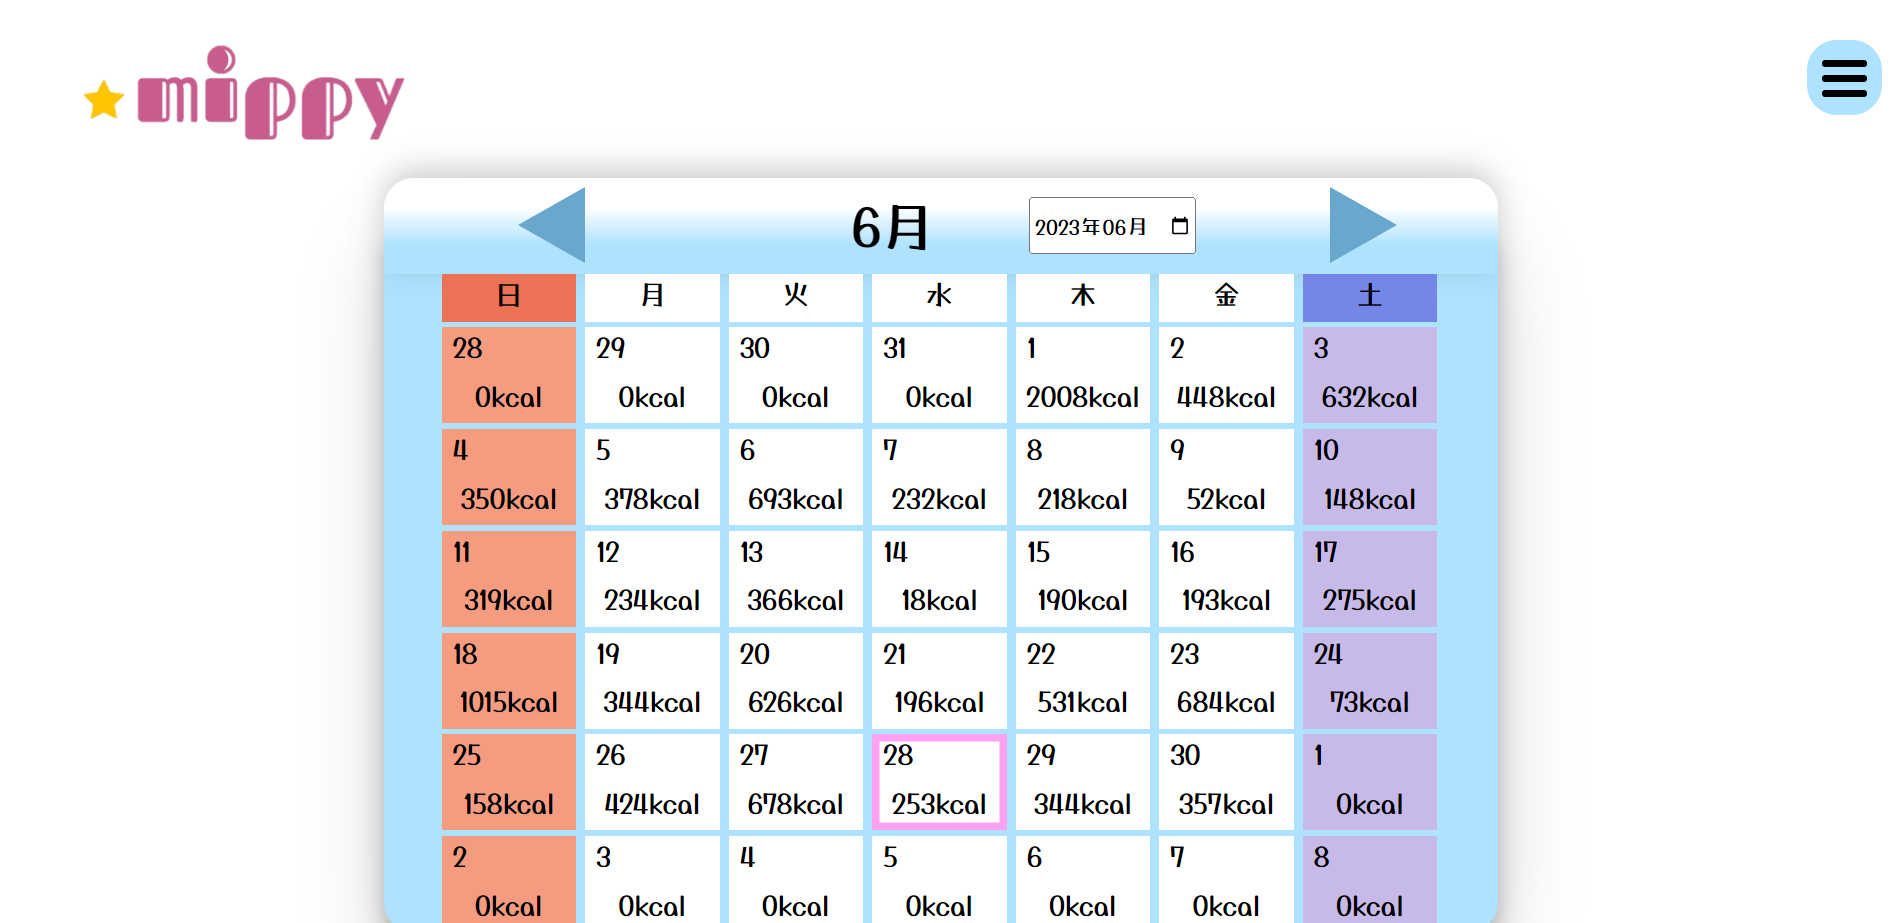 mippy
6月 2023年06月
日 月 火 水 木 金 土
28 29 30 31 1 2 3
0kcal 0kcal 0kcal 0kcal 2008kcal 448kcal 632kcal
4 5 6 7 8 9 10
350kcal 378kcal 693kcal 232kcal 218kcal 52kcal 148kcal
11 12 13 14 15 16 17
319kcal 234kcal 366kcal 18kcal 190kcal 193kcal 275kcal
18 19 20 21 22 23 24
1015kcal 344kcal 626kcal 196kcal 531kcal 684kcal 73kcal
25 26 27 28 29 30 1
158kcal 424kcal 678kcal 253kcal 344kcal 357kcal 0kcal
2 3 4 5 6 7 8
0kcal 0kcal 0kcal 0kcal 0kcal 0kcal 0kcal